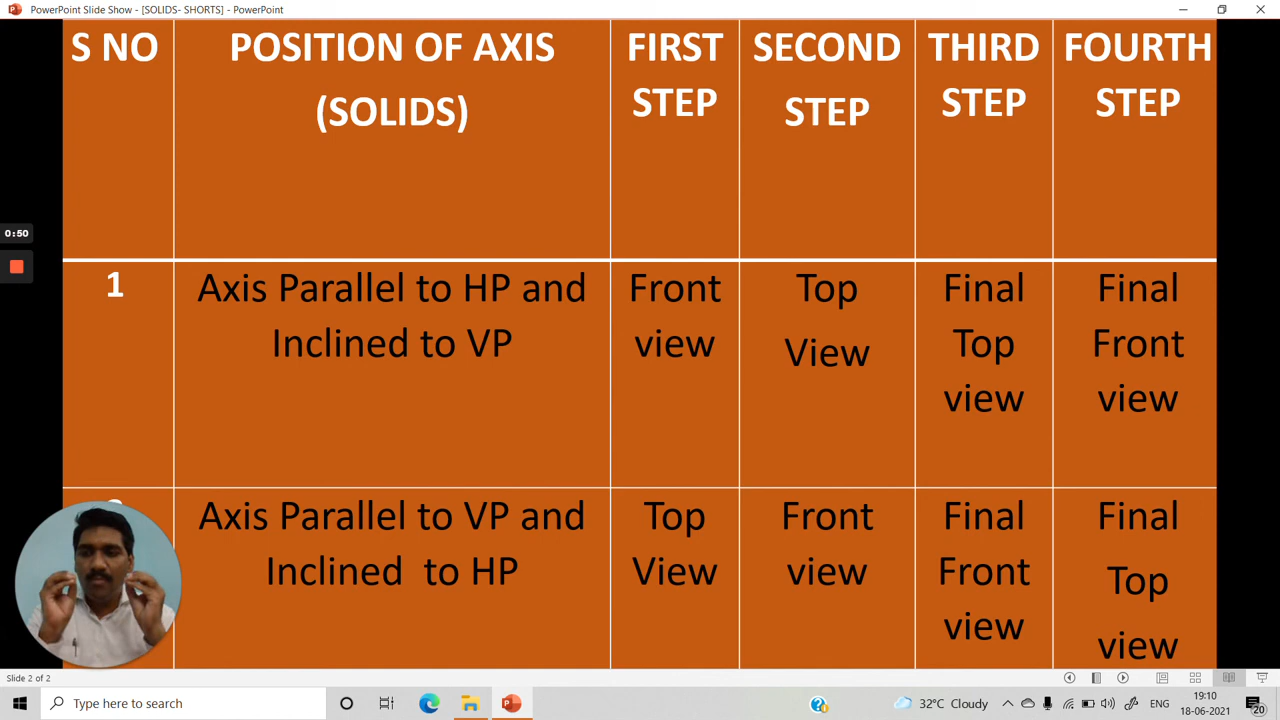 PowerPoint Slide Show - [SOLIDS- SHORTS] - PowerPoint
S NO
POSITION OF AXIS
(SOLIDS)
FIRST
STEP
SECOND
STEP
THIRD
STEP
FOURTH
STEP
0:50
1
Axis Parallel to HP and
Inclined to VP
Front
view
Top
View
Final
Top
view
Final
Front
view
Axis Parallel to VP and
Inclined to HP
Top
View
Front
view
Final
Front
view
Final
Top
view
Slide 2 of 2
Type here to search
32°C Cloudy
ENG
19:10
18-06-2021
20